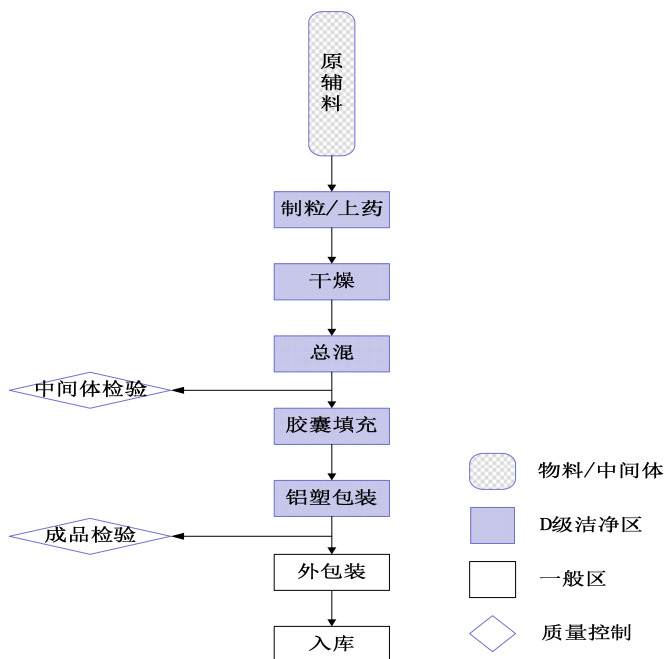 原
辅
料
制粒/上药
干燥
总混
中间体检验
胶囊填充
铝塑包装
成品检验
外包装
入库
物料/中间体
D级洁净区
一般区
质量控制